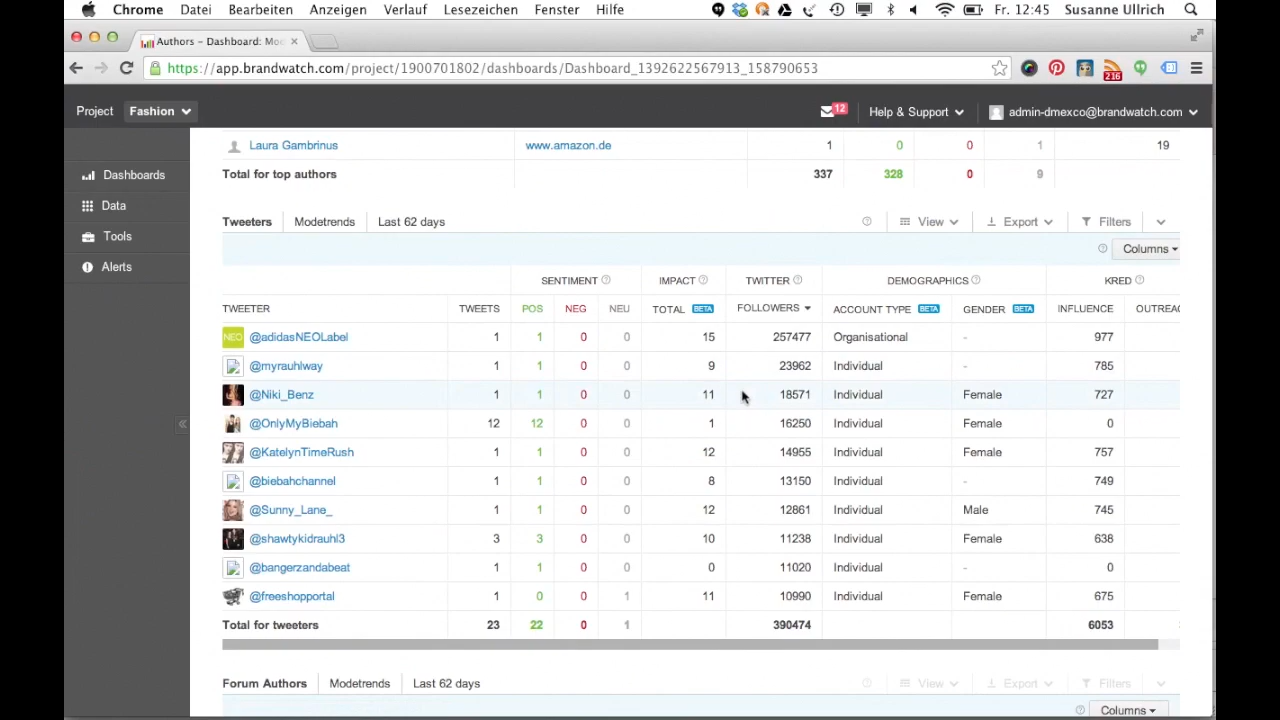 Chrome Datei Bearbeiten Anzeigen Verlauf Lesezeichen Fenster Hilfe Fr. 12:45 Susanne Ullrich
Authors – Dashboard: Mod
https://app.brandwatch.com/project/1900701802/dashboards/Dashboard_1392622567913_158790653 216
Project Fashion 12 Help & Support admin-dmexco@brandwatch.com
Laura Gambrinus www.amazon.de 1 0 0 1 19
Dashboards
Total for top authors 337 328 0 9
Data
Tweeters Modetrends Last 62 days View Export Filters
Tools
Columns
Alerts
SENTIMENT IMPACT TWITTER DEMOGRAPHICS KRED
TWEETER TWEETS POS NEG NEU TOTAL BETA FOLLOWERS ACCOUNT TYPE BETA GENDER BETA INFLUENCE OUTREAC
NEO @adidasNEOLabel 1 1 0 0 15 257477 Organisational - 977
@myrauhlway 1 1 0 0 9 23962 Individual - 785
@Niki_Benz 1 1 0 0 11 18571 Individual Female 727
@OnlyMyBiebah 12 12 0 0 1 16250 Individual Female 0
@KatelynTimeRush 1 1 0 0 12 14955 Individual Female 757
@biebahchannel 1 1 0 0 8 13150 Individual - 749
@Sunny_Lane_ 1 1 0 0 12 12861 Individual Male 745
@shawtykidrauhl3 3 3 0 0 10 11238 Individual Female 638
@bangerzandabeat 1 1 0 0 0 11020 Individual - 0
@freeshopportal 1 0 0 1 11 10990 Individual Female 675
Total for tweeters 23 22 0 1 390474 6053
Forum Authors Modetrends Last 62 days View Export Filters
Columns